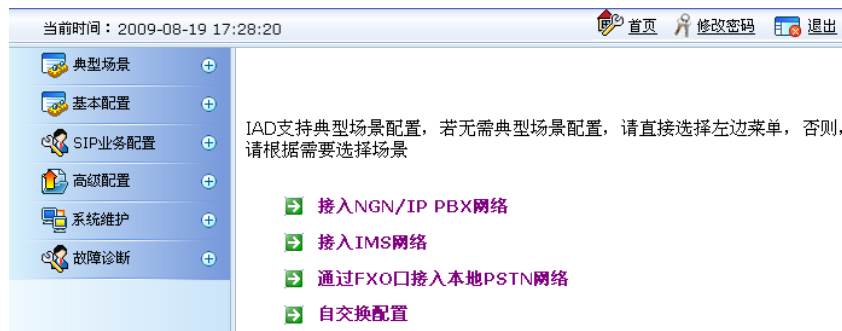 当前时间：2009-08-19 17:28:20 首页 修改密码 退出
典型场景
基本配置
SIP业务配置
高级配置
系统维护
故障诊断
IAD支持典型场景配置，若无需典型场景配置，请直接选择左边菜单，否则，
请根据需要选择场景
接入NGN/IP PBX网络
接入IMS网络
通过FXO口接入本地PSTN网络
自交换配置